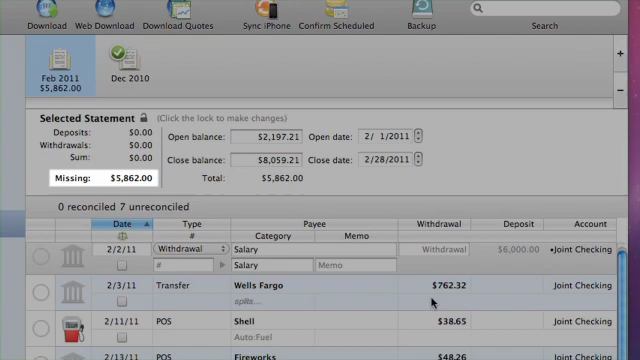 Download Web Download Download Quotes Sync iPhone Confirm Scheduled Backup Search
Feb 2011 Dec 2010
$5,862.00
Selected Statement (Click the lock to make changes)
Deposits: $0.00 Open balance: $2,197.21 Open date: 2/ 1/2011
Withdrawals: $0.00
Sum: $0.00 Close balance: $8,059.21 Close date: 2/28/2011
Missing: $5,862.00 Total: $5,862.00
0 reconciled 7 unreconciled
Date Type Payee Withdrawal Deposit Account
# Category Memo
2/2/11 Withdrawal Salary Withdrawal $6,000.00 •Joint Checking
# Salary Memo
2/3/11 Transfer Wells Fargo $762.32 Joint Checking
splits...
2/11/11 POS Shell $38.65 Joint Checking
Auto:Fuel
2/13/11 POS Fireworks $48.26 Joint Checking